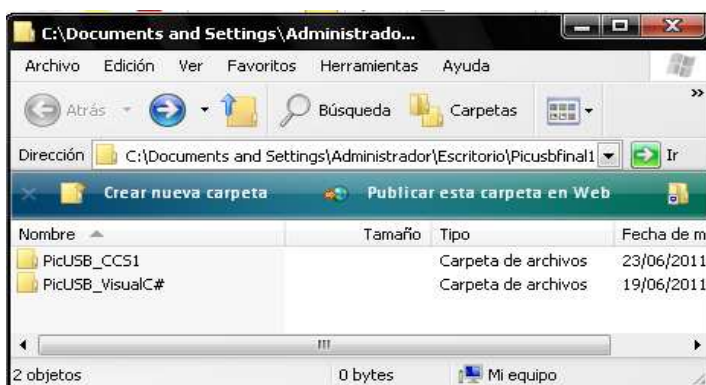 C:\Documents and Settings\Administrado...
Archivo Edición Ver Favoritos Herramientas Ayuda
Atrás Búsqueda Carpetas »
Dirección C:\Documents and Settings\Administrador\Escritorio\Picusbfinal1 Ir
Crear nueva carpeta Publicar esta carpeta en Web
Nombre Tamaño Tipo Fecha de m
PicUSB_CCS1 Carpeta de archivos 23/06/2011
PicUSB_VisualC# Carpeta de archivos 19/06/2011
2 objetos 0 bytes Mi equipo